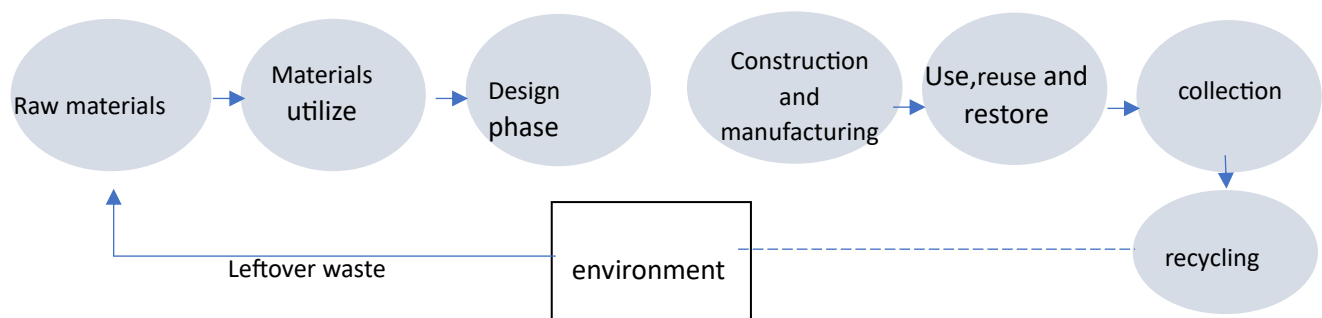 Raw materials
Materials
utilize
Design
phase
Construction
and
manufacturing
Use,reuse and
restore
collection
recycling
environment
Leftover waste